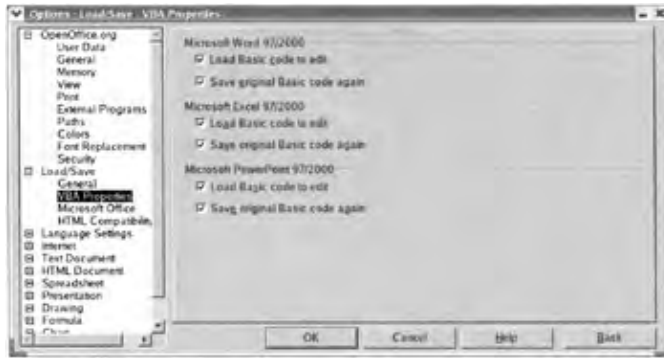 Options - Load/Save - VBA Properties
OpenOffice.org
User Data
General
Memory
View
Print
External Programs
Paths
Colors
Font Replacement
Security
Load/Save
General
VBA Properties
Microsoft Office
HTML Compatibility
Language Settings
Internet
Text Document
HTML Document
Spreadsheet
Presentation
Drawing
Formula
Chart
Microsoft Word 97/2000
Load Basic code to edit
Save original Basic code again
Microsoft Excel 97/2000
Load Basic code to edit
Save original Basic code again
Microsoft PowerPoint 97/2000
Load Basic code to edit
Save original Basic code again
OK
Cancel
Help
Back